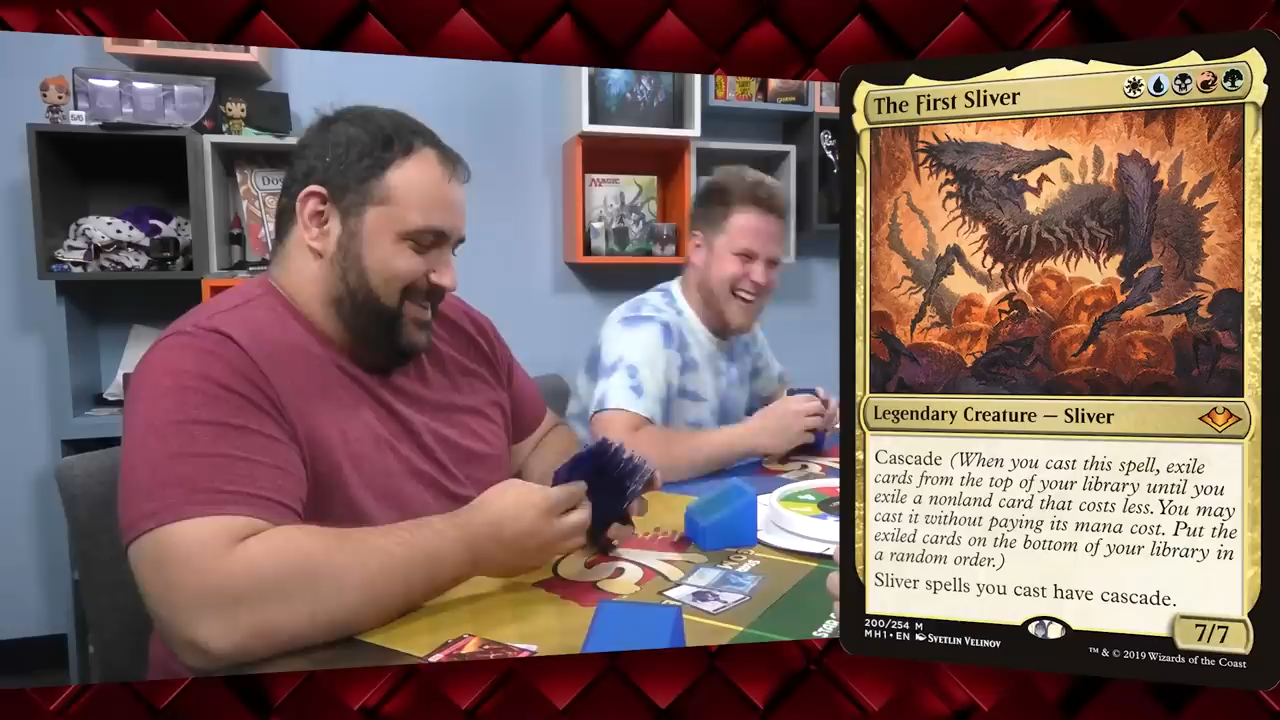 5/6
Dog
MAGIC
The First Sliver
Legendary Creature — Sliver
Cascade (When you cast this spell, exile
cards from the top of your library until you
exile a nonland card that costs less. You may
cast it without paying its mana cost. Put the
exiled cards on the bottom of your library in
a random order.)
Sliver spells you cast have cascade.
200/254 M
MH1 • EN Svetlin Velinov
7/7
™ & © 2019 Wizards of the Coast